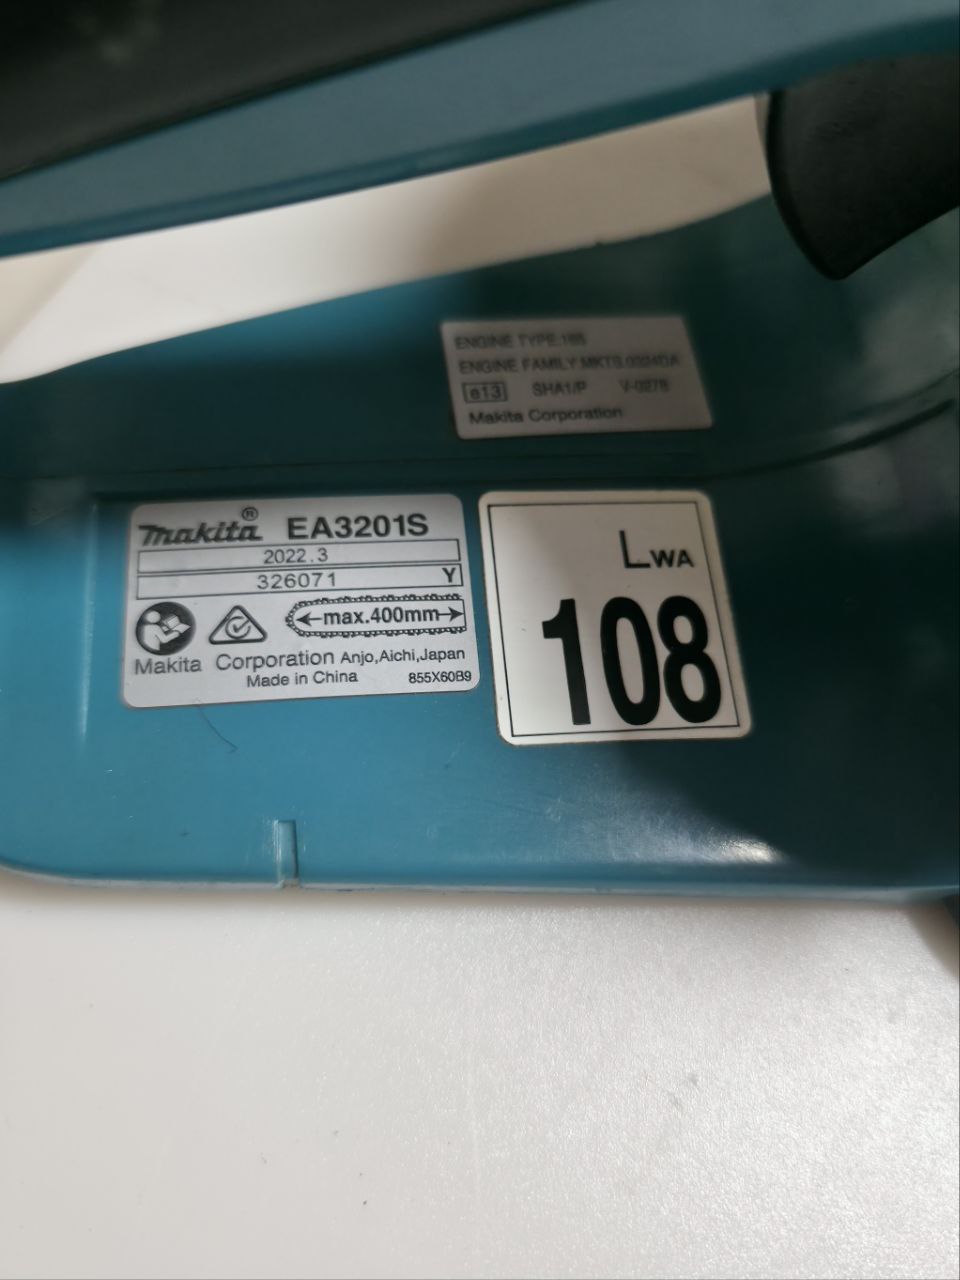 ENGINE TYPE:165
ENGINE FAMILY:MKTS.0324DA
e13 SHA1/P V-0278
Makita Corporation
makita® EA3201S
2022.3
326071 Y
max.400mm
Makita Corporation Anjo,Aichi,Japan
Made in China 855X60B9
LWA
108